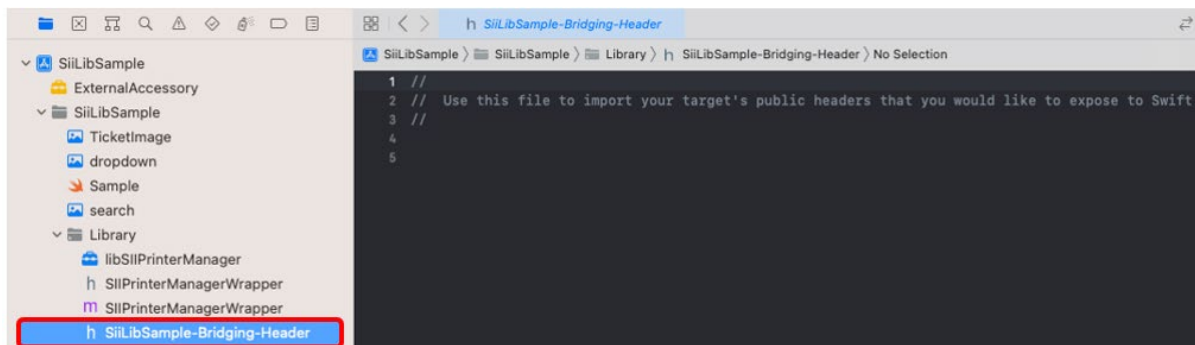 SiiLibSample
ExternalAccessory
SiiLibSample
TicketImage
dropdown
Sample
search
Library
libSIIPrinterManager
h SIIPrinterManagerWrapper
m SIIPrinterManagerWrapper
h SiiLibSample-Bridging-Header
h SiiLibSample-Bridging-Header
SiiLibSample 〉 SiiLibSample 〉 Library 〉 h SiiLibSample-Bridging-Header 〉 No Selection
1 //
2 // Use this file to import your target's public headers that you would like to expose to Swift
3 //
4
5